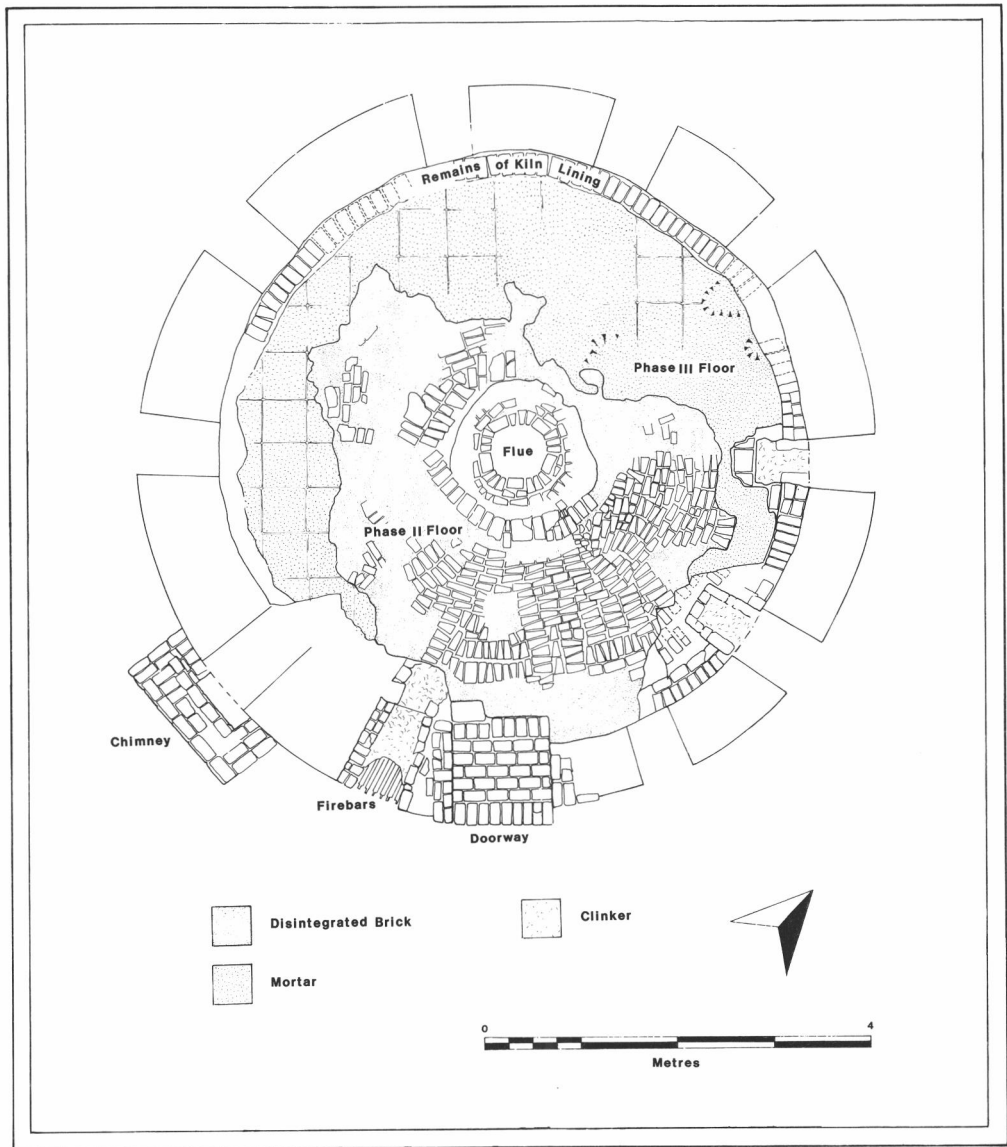 Remains of Kiln Lining
Phase III Floor
Flue
Phase II Floor
Chimney
Firebars
Doorway
Disintegrated Brick
Clinker
Mortar
0 4
Metres